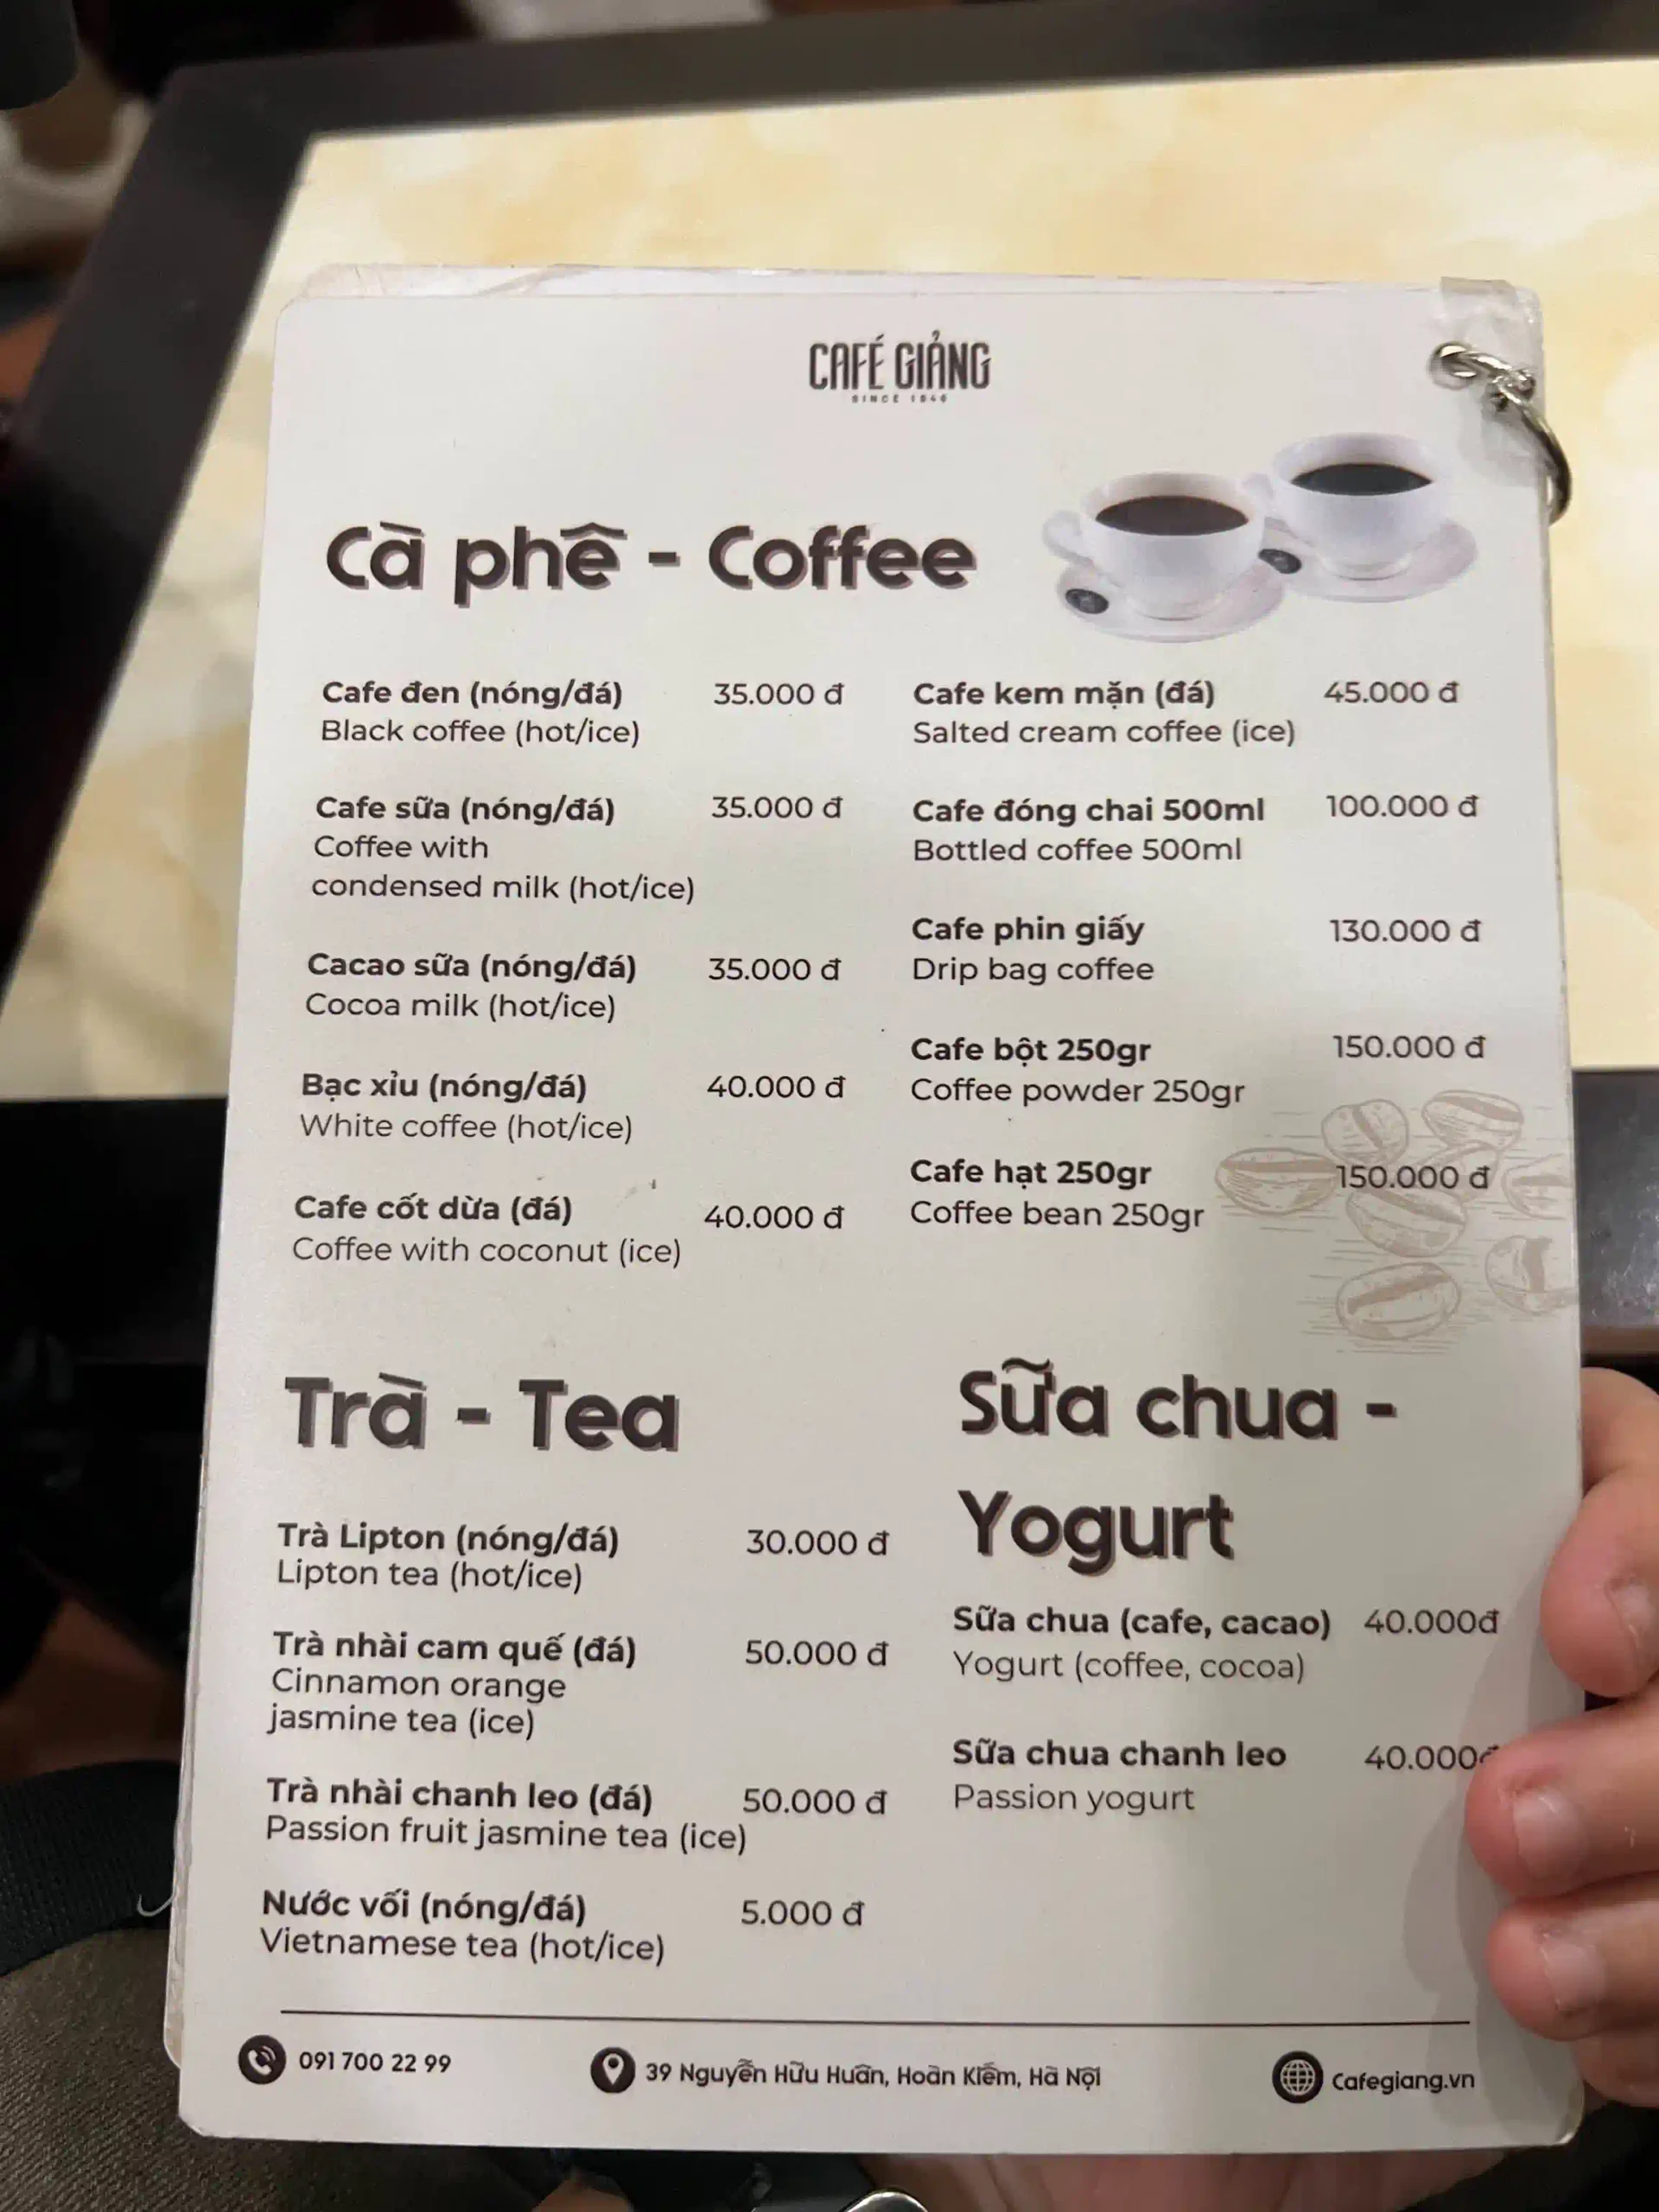 CAFÉ GIẢNG
SINCE 1946
Cà phê - Coffee
Cafe đen (nóng/đá) 35.000 đ
Black coffee (hot/ice)
Cafe sữa (nóng/đá) 35.000 đ
Coffee with
condensed milk (hot/ice)
Cacao sữa (nóng/đá) 35.000 đ
Cocoa milk (hot/ice)
Bạc xỉu (nóng/đá) 40.000 đ
White coffee (hot/ice)
Cafe cốt dừa (đá) 40.000 đ
Coffee with coconut (ice)
Cafe kem mặn (đá) 45.000 đ
Salted cream coffee (ice)
Cafe đóng chai 500ml 100.000 đ
Bottled coffee 500ml
Cafe phin giấy 130.000 đ
Drip bag coffee
Cafe bột 250gr 150.000 đ
Coffee powder 250gr
Cafe hạt 250gr 150.000 đ
Coffee bean 250gr
Trà - Tea
Trà Lipton (nóng/đá) 30.000 đ
Lipton tea (hot/ice)
Trà nhài cam quế (đá) 50.000 đ
Cinnamon orange
jasmine tea (ice)
Trà nhài chanh leo (đá) 50.000 đ
Passion fruit jasmine tea (ice)
Nước vối (nóng/đá) 5.000 đ
Vietnamese tea (hot/ice)
Sữa chua -
Yogurt
Sữa chua (cafe, cacao) 40.000đ
Yogurt (coffee, cocoa)
Sữa chua chanh leo 40.000đ
Passion yogurt
091 700 22 99
39 Nguyễn Hữu Huân, Hoàn Kiếm, Hà Nội
Cafegiang.vn